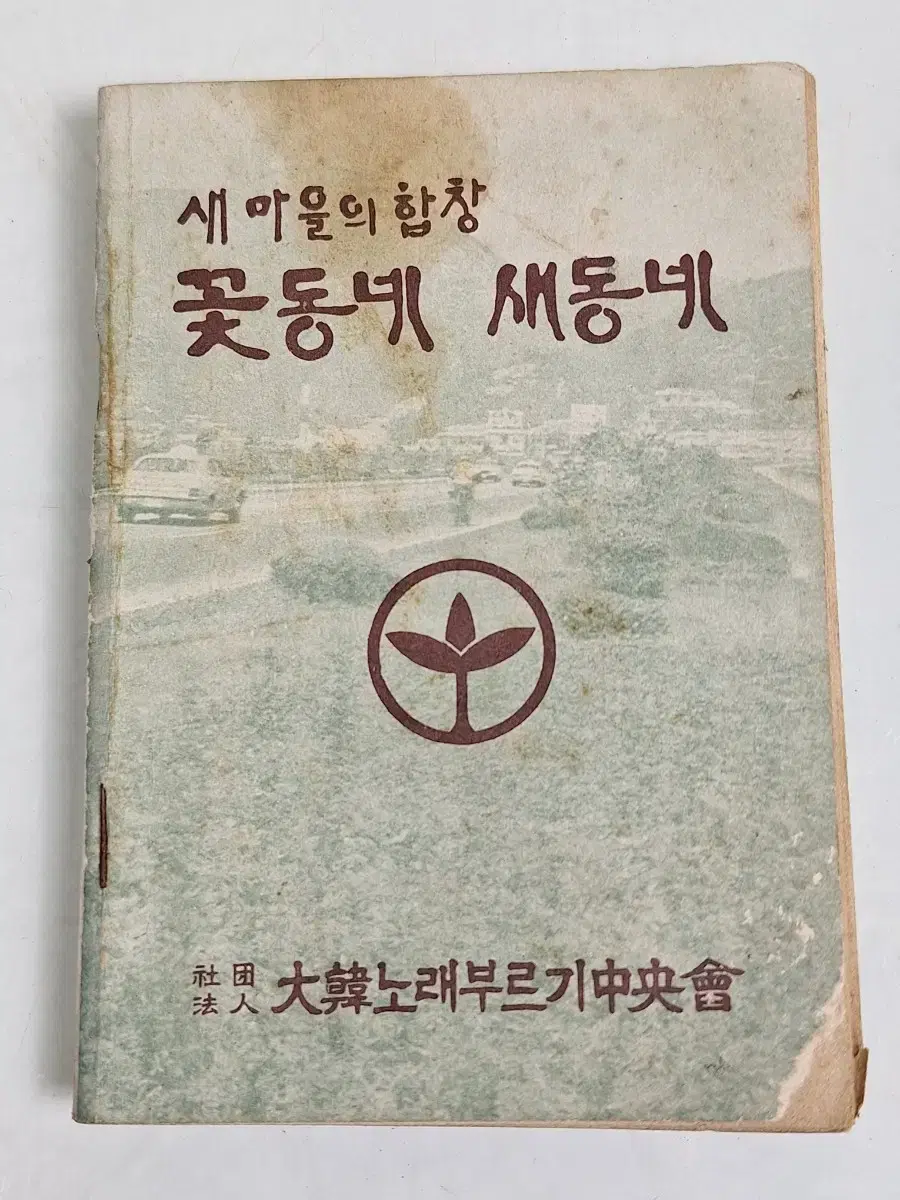 새마을의 합창
꽃동네 새동네
社団
法人 大韓노래부르기中央會